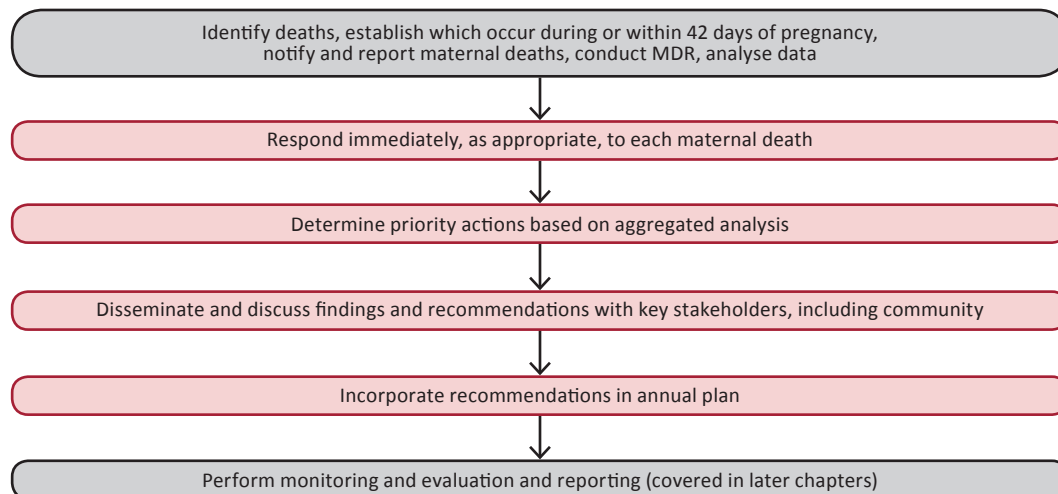 Identify deaths, establish which occur during or within 42 days of pregnancy,
notify and report maternal deaths, conduct MDR, analyse data
Respond immediately, as appropriate, to each maternal death
Determine priority actions based on aggregated analysis
Disseminate and discuss findings and recommendations with key stakeholders, including community
Incorporate recommendations in annual plan
Perform monitoring and evaluation and reporting (covered in later chapters)